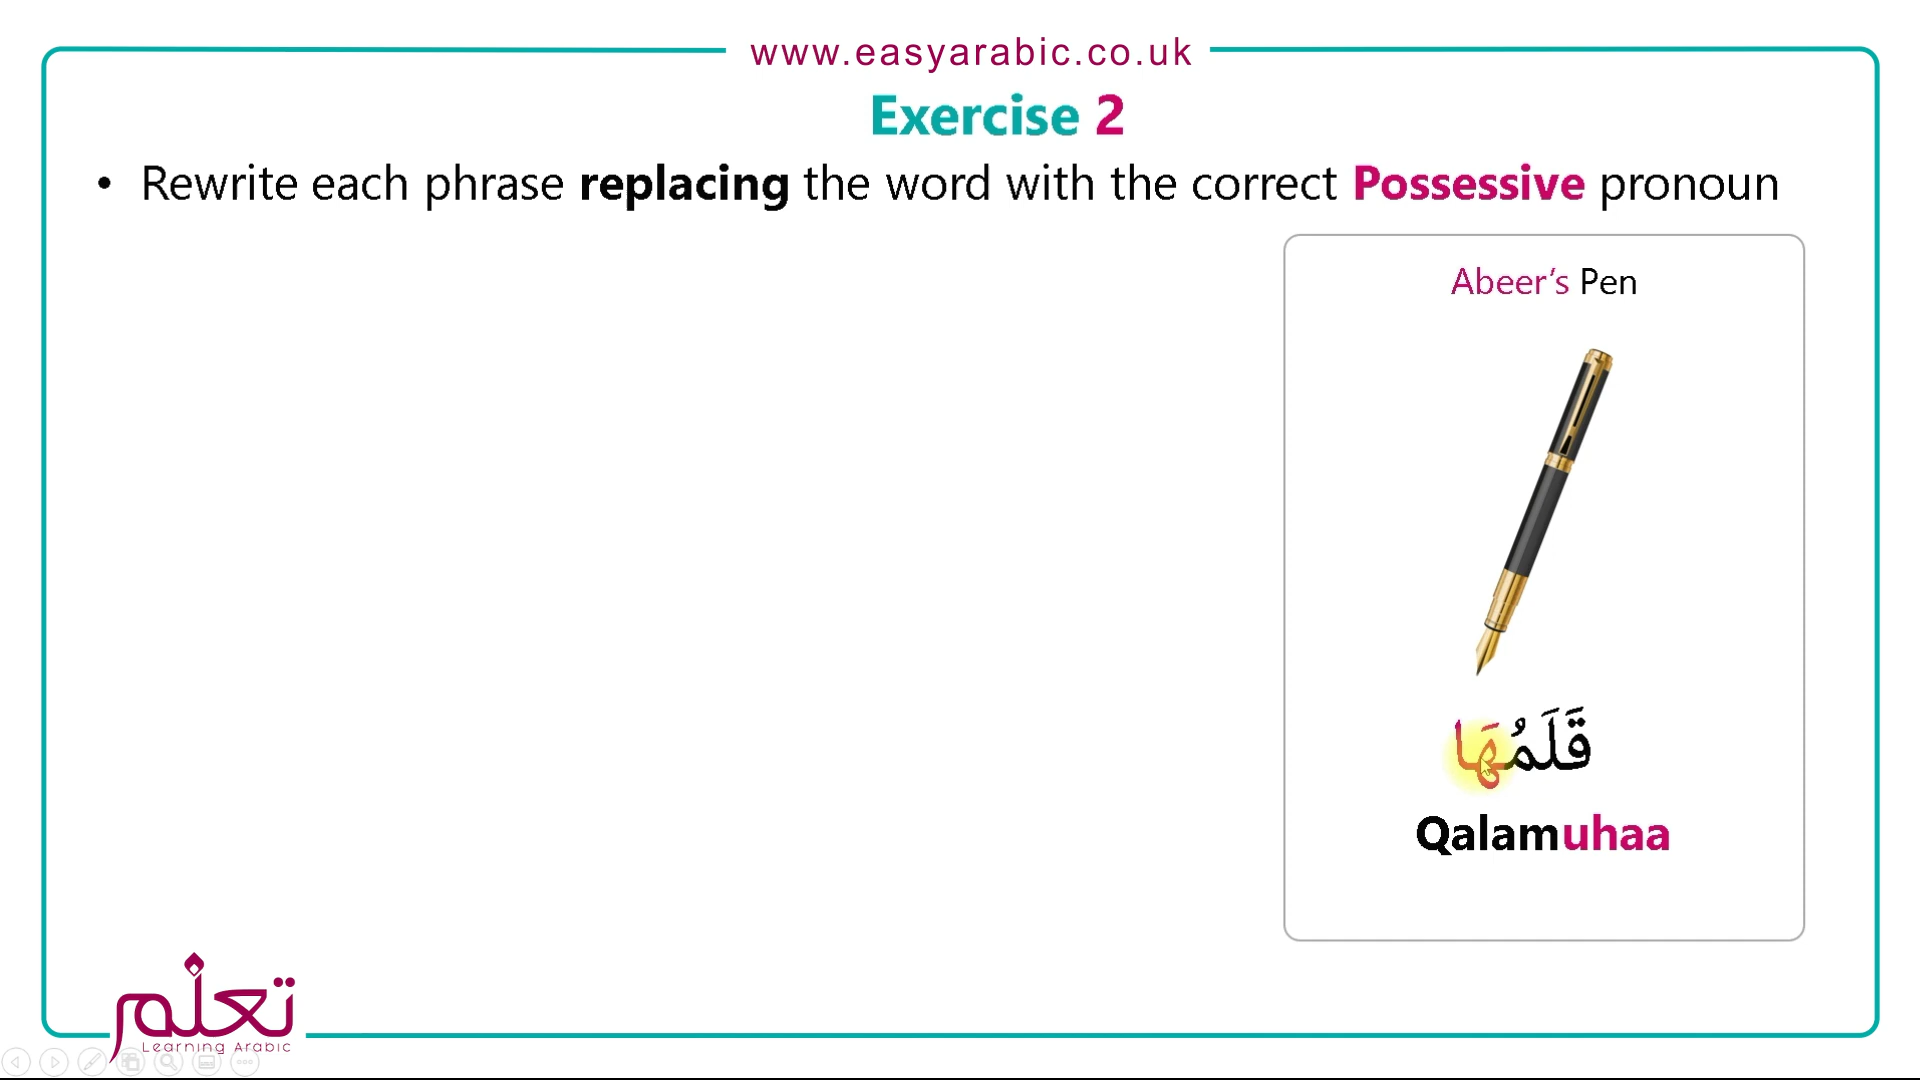 www.easyarabic.co.uk
Exercise 2
• Rewrite each phrase replacing the word with the correct Possessive pronoun
Abeer’s Pen
قَلَمُهَا
Qalamuhaa
تعلم
Learning Arabic